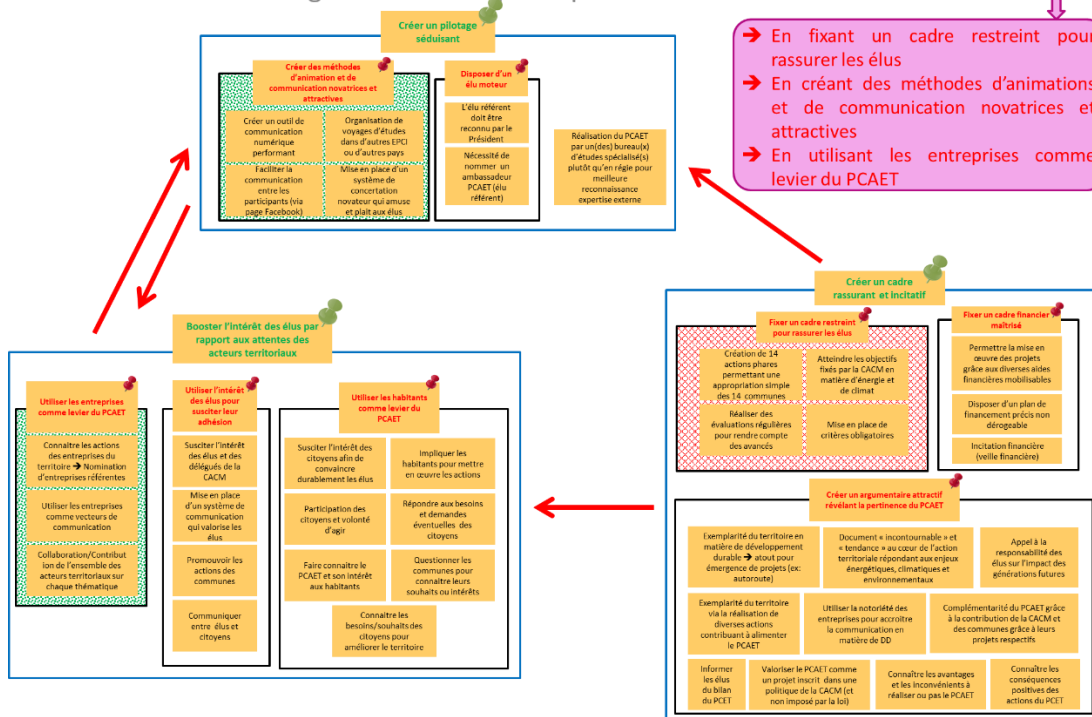 Créer un pilotage
séduisant
Créer des méthodes
d'animation et de
communication novatrices et
attractives
Créer un outil de
communication
numérique
performant
Organisation de
voyages d'études
dans d'autres EPCI
ou d'autres pays
Faciliter la
communication
entre les
participants (via
page Facebook)
Mise en place d'un
système de
concertation
novateur qui amuse
et plait aux élus
Disposer d'un
élu moteur
L'élu référent
doit être
reconnu par le
Président
Nécessité de
nommer un
ambassadeur
PCAET (élu
référent)
Réalisation du PCAET
par un(des) bureau(x)
d'études spécialisé(s)
plutôt qu'en régie pour
meilleure
reconnaissance
expertise externe
➔ En fixant un cadre restreint pour
rassurer les élus
➔ En créant des méthodes d'animations
et de communication novatrices et
attractives
➔ En utilisant les entreprises comme
levier du PCAET
Booster l'intérêt des élus par
rapport aux attentes des
acteurs territoriaux
Utiliser les entreprises
comme levier du PCAET
Connaitre les actions
des entreprises du
territoire ➔ Nomination
d'entreprises référentes
Utiliser les entreprises
comme vecteurs de
communication
Collaboration/Contribut
ion de l'ensemble des
acteurs territoriaux sur
chaque thématique
Utiliser l'intérêt
des élus pour
susciter leur
adhésion
Susciter l'intérêt
des élus et des
délégués de la
CACM
Mise en place
d'un système de
communication
qui valorise les
élus
Promouvoir les
actions des
communes
Communiquer
entre élus et
citoyens
Utiliser les habitants
comme levier du
PCAET
Susciter l'intérêt des
citoyens afin de
convaincre
durablement les élus
Impliquer les
habitants pour mettre
en œuvre les actions
Participation des
citoyens et volonté
d'agir
Répondre aux besoins
et demandes
éventuelles des
citoyens
Faire connaitre le
PCAET et son intérêt
aux habitants
Questionner les
communes pour
connaitre leurs
souhaits ou intérêts
Connaitre les
besoins/souhaits des
citoyens pour
améliorer le territoire
Créer un cadre
rassurant et incitatif
Fixer un cadre restreint
pour rassurer les élus
Création de 14
actions phares
permettant une
appropriation simple
des 14 communes
Atteindre les objectifs
fixés par la CACM en
matière d'énergie et
de climat
Réaliser des
évaluations régulières
pour rendre compte
des avancés
Mise en place de
critères obligatoires
Fixer un cadre financier
maîtrisé
Permettre la mise en
œuvre des projets
grâce aux diverses aides
financières mobilisables
Disposer d'un plan de
financement précis non
dérogeable
Incitation financière
(veille financière)
Créer un argumentaire attractif
révélant la pertinence du PCAET
Exemplarité du territoire en
matière de développement
durable ➔ atout pour
émergence de projets (ex:
autoroute)
Document « incontournable » et
« tendance » au cœur de l'action
territoriale répondant aux enjeux
énergétiques, climatiques et
environnementaux
Appel à la
responsabilité des
élus sur l'impact des
générations futures
Exemplarité du territoire
via la réalisation de
diverses actions
contribuant à alimenter
le PCAET
Utiliser la notoriété des
entreprises pour accroître
la communication en
matière de DD
Complémentarité du PCAET grâce
à la contribution de la CACM et
des communes grâce à leurs
projets respectifs
Informer
les élus
du bilan
du PCET
Valoriser le PCAET comme
un projet inscrit dans une
politique de la CACM (et
non imposé par la loi)
Connaître les avantages
et les inconvénients à
réaliser ou pas le PCAET
Connaître les
conséquences
positives des
actions du PCET